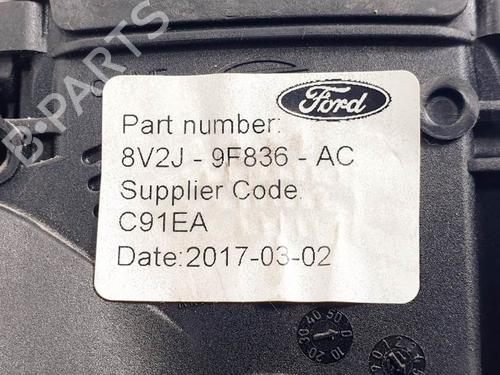 B-PARTS
Ford
Part number:
8V2J - 9F836 - AC
Supplier Code.
C91EA
Date:2017-03-02